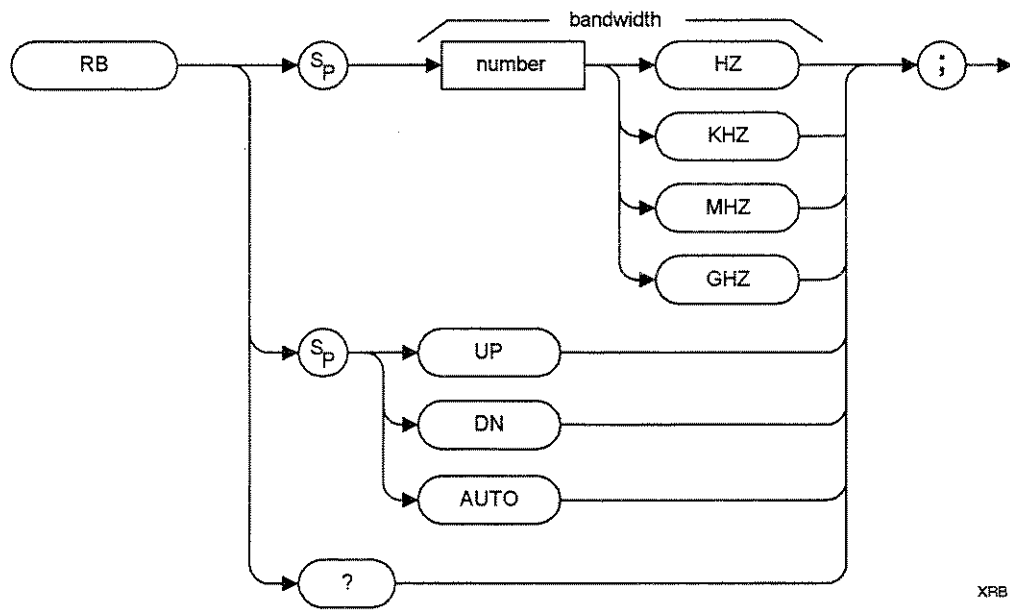 bandwidth
RB
SP
number
HZ
;
KHZ
MHZ
GHZ
SP
UP
DN
AUTO
?
XRB